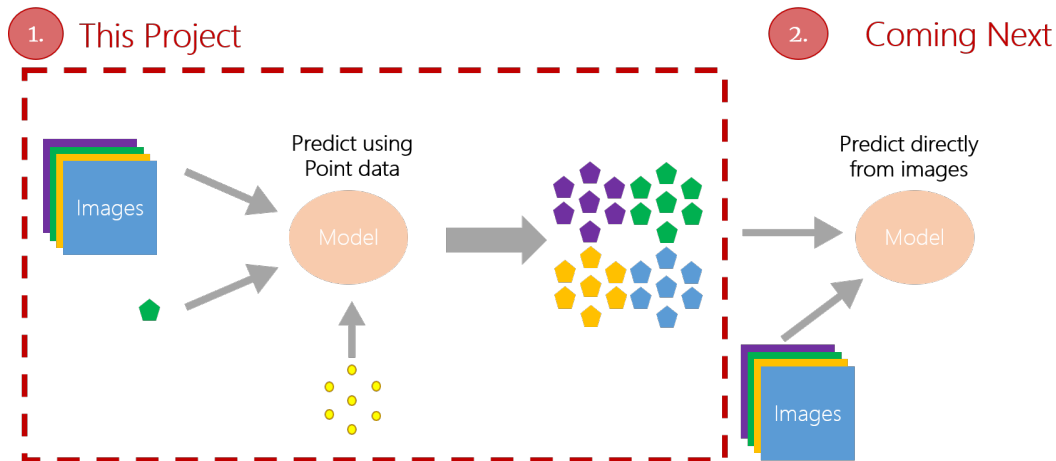 1.
This Project
2.
Coming Next
Predict using
Point data
Images
Model
Predict directly
from images
Model
Images